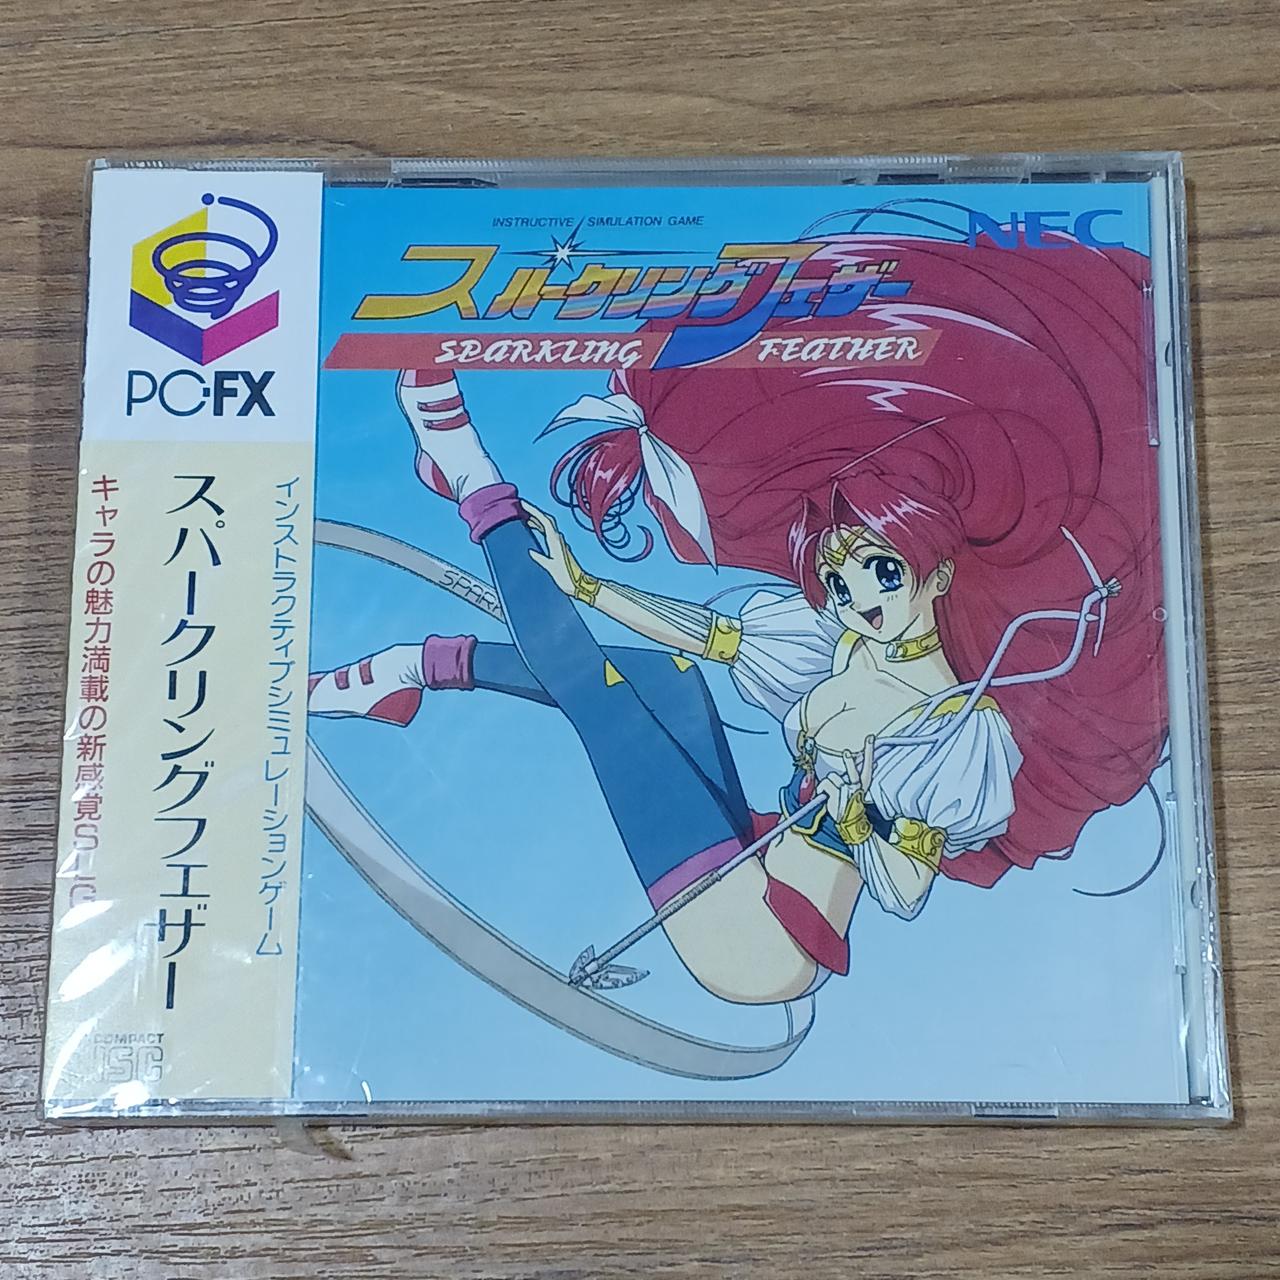 INSTRUCTIVE SIMULATION GAME
NEC
スパークリングフェザー
SPARKLING FEATHER
PC-FX
インストラクティブシミュレーションゲーム
スパークリングフェザー
キャラの魅力満載の新感覚SLG
SPARK
COMPACT
DISC